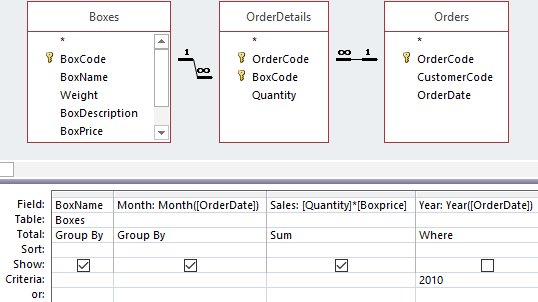 Boxes OrderDetails Orders
* * *
BoxCode OrderCode OrderCode
BoxName BoxCode CustomerCode
Weight Quantity OrderDate
BoxDescription
BoxPrice
1 ∞ ∞ 1
Field: BoxName Month: Month([OrderDate]) Sales: [Quantity]*[Boxprice] Year: Year([OrderDate])
Table: Boxes
Total: Group By Group By Sum Where
Sort:
Show:
Criteria: 2010
or: